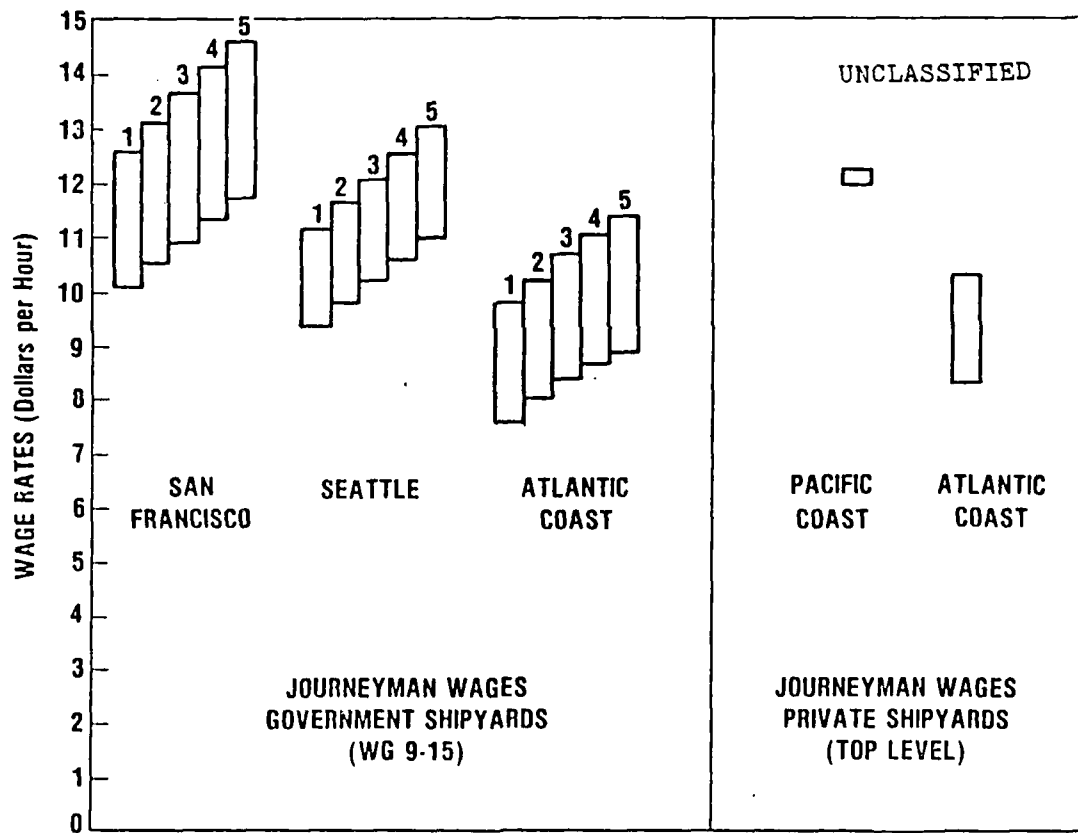 WAGE RATES (Dollars per Hour)
15
14
13
12
11
10
9
8
7
6
5
4
3
2
1
0
1 2 3 4 5
1 2 3 4 5
1 2 3 4 5
UNCLASSIFIED
SAN
FRANCISCO
SEATTLE
ATLANTIC
COAST
PACIFIC
COAST
ATLANTIC
COAST
JOURNEYMAN WAGES
GOVERNMENT SHIPYARDS
(WG 9-15)
JOURNEYMAN WAGES
PRIVATE SHIPYARDS
(TOP LEVEL)